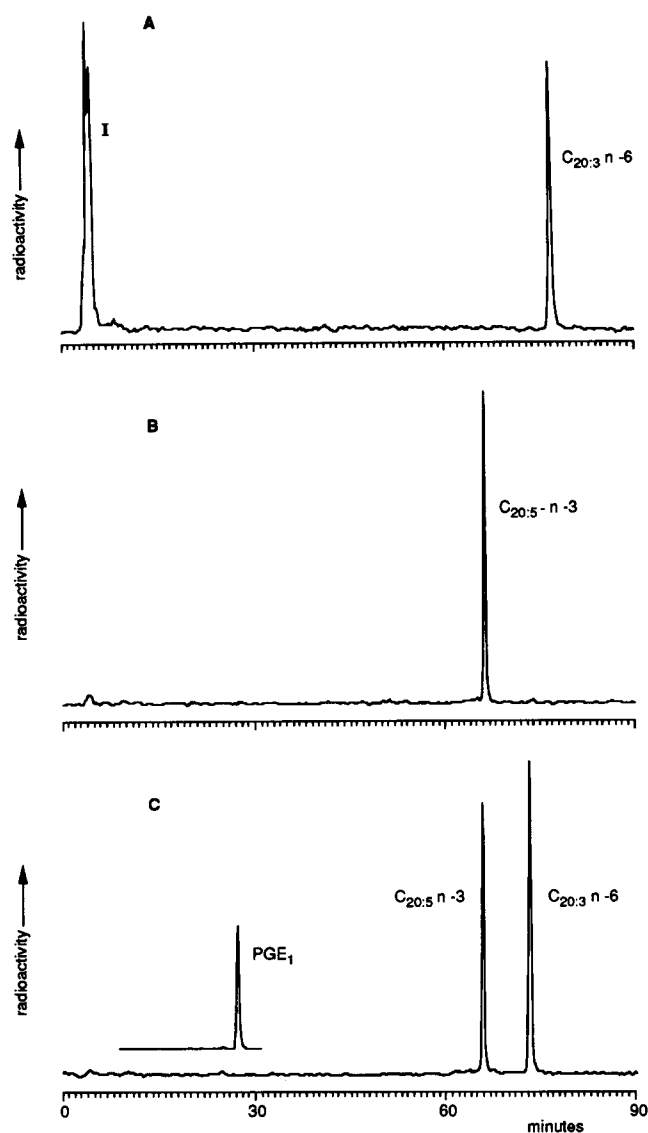 A
I
C20:3 n -6
radioactivity
B
C20:5 - n -3
radioactivity
C
C20:5 n -3
C20:3 n -6
PGE1
radioactivity
0 30 60 90
minutes